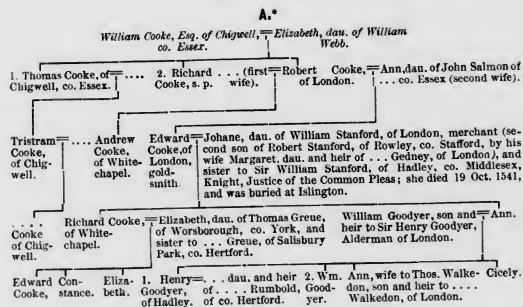 A.*
William Cooke, Esq. of Chigwell, = Elizabeth, dau. of William
co. Essex. Webb.
1. Thomas Cooke, of = .... 2. Richard ... (first = Robert Cooke, = Ann, dau. of John Salmon of
Chigwell, co. Essex. Cooke, s. p. wife). of London. ... co. Essex (second wife).
Tristram = .... Andrew Edward = Johane, dau. of William Stanford, of London, merchant (se-
Cooke, Cooke, Cooke, of cond son of Robert Stanford, of Rowley, co. Stafford, by his
of Chig- of White- London, wife Margaret, dau. and heir of ... Gedney, of London), and
well. chapel. gold- sister to Sir William Stanford, of Hadley, co. Middlesex,
smith. Knight, Justice of the Common Pleas; she died 19 Oct. 1541,
and was buried at Islington.
.... Richard Cooke, = Elizabeth, dau. of Thomas Greue, William Goodyer, son and = Ann.
Cooke of White- of Worsborough, co. York, and heir to Sir Henry Goodyer,
of Chig- chapel. sister to ... Greue, of Salisbury Alderman of London.
well. Park, co. Hertford.
Edward Con- Eliza- 1. Henry = ... dau. and heir 2. Wm. Ann, wife to Thos. Walke- Cicely.
Cooke. stance. beth. Goodyer, of .... Rumbold, Good- don, son and heir to ....
of Hadley. co. Hertford. yer. Walkedon, of London.